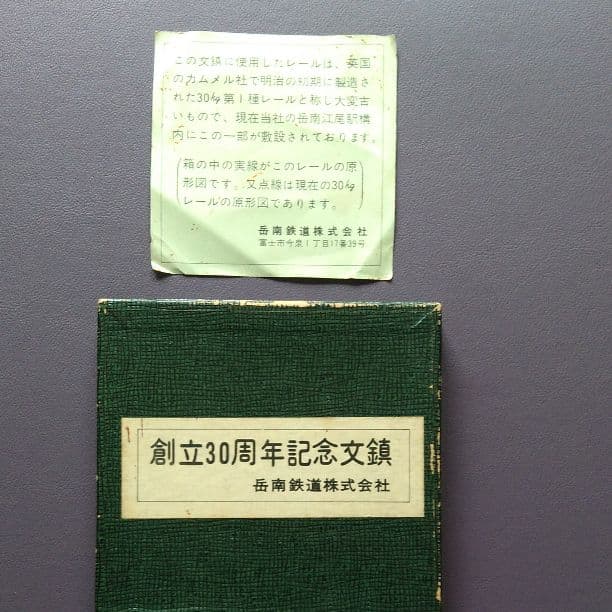 この文鎮に使用したレールは、英国
のカムメル社で明治の初期に製造さ
れた30㎏第1種レールと称し大変古
いもので、現在当社の岳南江尾駅構
内にこの一部が敷設されております。
(箱の中の実線がこのレールの原
形図です。又点線は現在の30㎏
レールの原形図であります。)
岳南鉄道株式会社
富士市今泉1丁目17番39号
創立30周年記念文鎮
岳南鉄道株式会社